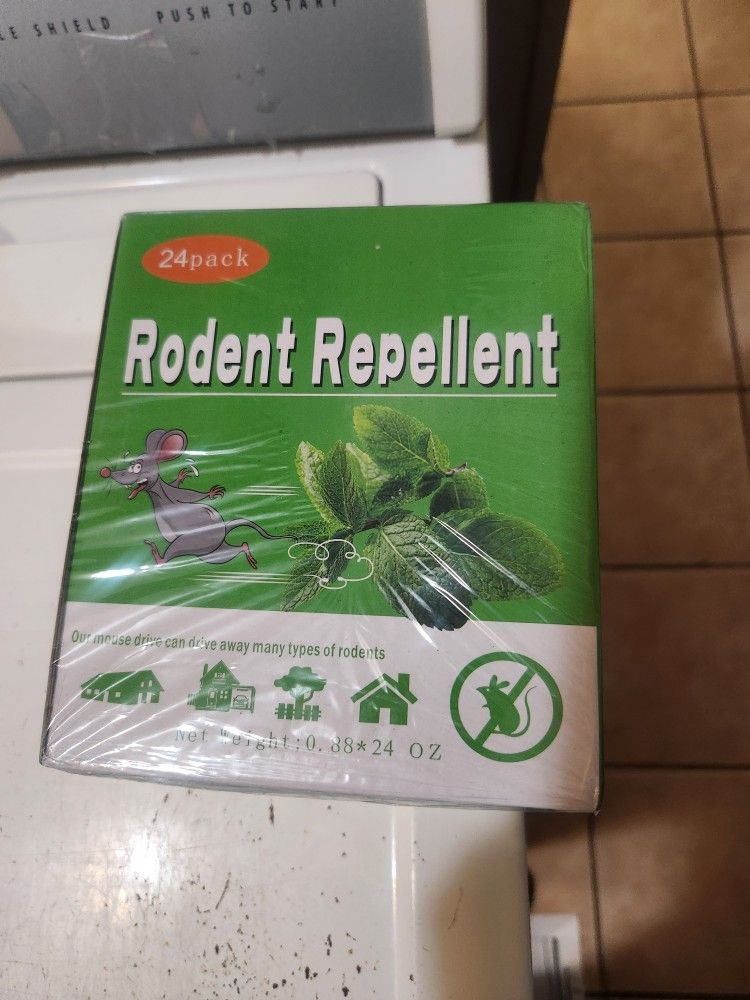 LE SHIELD PUSH TO START
24pack
Rodent Repellent
Our mouse drive can drive away many types of rodents
Net Weight:0.88*24 OZ